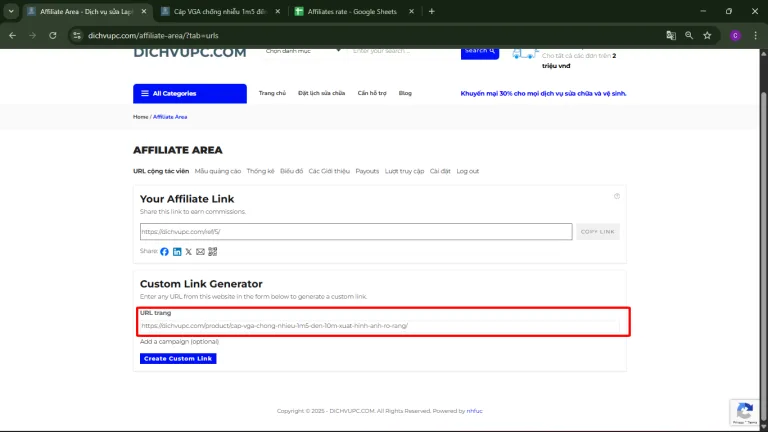 Affiliate Area - Dịch vụ sửa Lap
Cáp VGA chống nhiễu 1m5 đến
Affiliates rate - Google Sheets
dichvupc.com/affiliate-area/?tab=urls
DICHVUPC.COM
Chọn danh mục
Enter your search ...
Search
Cho tất cả các đơn trên 2
triệu vnđ
All Categories
Trang chủ
Đặt lịch sửa chữa
Cần hỗ trợ
Blog
Khuyến mại 30% cho mọi dịch vụ sửa chữa và vệ sinh.
Home / Affiliate Area
AFFILIATE AREA
URL cộng tác viên Mẫu quảng cáo Thống kê Biểu đồ Các Giới thiệu Payouts Lượt truy cập Cài đặt Log out
Your Affiliate Link
Share this link to earn commissions.
https://dichvupc.com/ref/5/
COPY LINK
Share:
Custom Link Generator
Enter any URL from this website in the form below to generate a custom link.
URL trang
https://dichvupc.com/product/cap-vga-chong-nhieu-1m5-den-10m-xuat-hinh-anh-ro-rang/
Add a campaign (optional)
Create Custom Link
Copyright © 2025 - DICHVUPC.COM. All Rights Reserved. Powered by nhfuc
Privacy - Terms